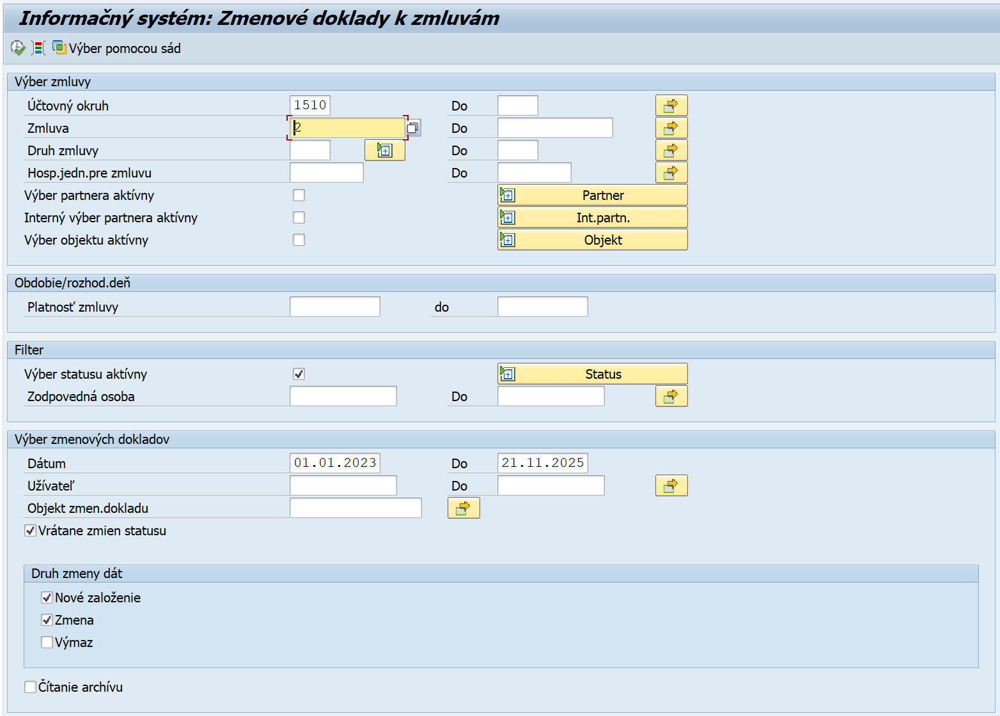 Informačný systém: Zmenové doklady k zmluvám
Výber pomocou sád
Výber zmluvy
Účtovný okruh 1510 Do
Zmluva 2 Do
Druh zmluvy Do
Hosp.jedn.pre zmluvu Do
Výber partnera aktívny Partner
Interný výber partnera aktívny Int.partn.
Výber objektu aktívny Objekt
Obdobie/rozhod.deň
Platnosť zmluvy do
Filter
Výber statusu aktívny Status
Zodpovedná osoba Do
Výber zmenových dokladov
Dátum 01.01.2023 Do 21.11.2025
Užívateľ Do
Objekt zmen.dokladu
Vrátane zmien statusu
Druh zmeny dát
Nové založenie
Zmena
Výmaz
Čítanie archívu